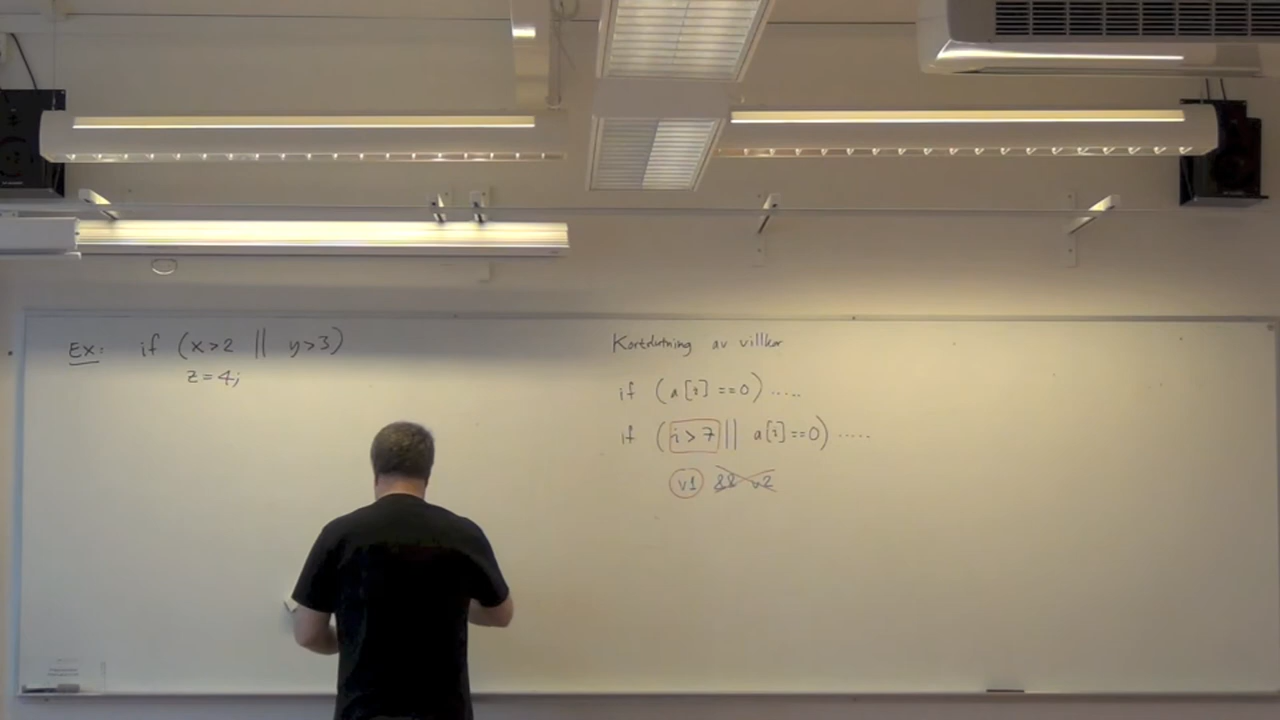 Ex: if (x>2 || y>3)
z=4;
Kortslutning av villkor
if (a[i]==0).....
if (i>7 || a[i]==0).....
v1 && v2